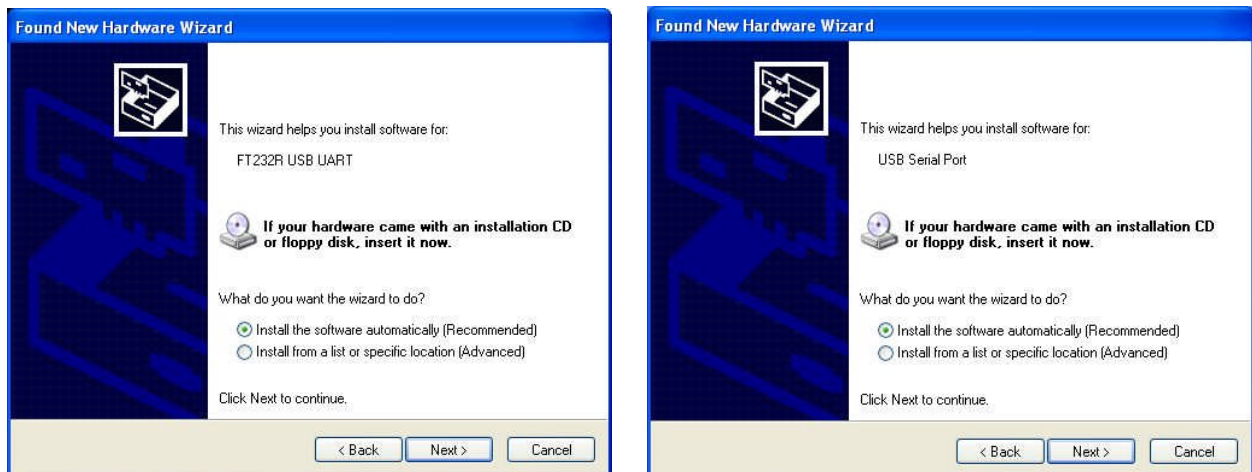 Found New Hardware Wizard
This wizard helps you install software for:
FT232R USB UART
If your hardware came with an installation CD
or floppy disk, insert it now.
What do you want the wizard to do?
Install the software automatically (Recommended)
Install from a list or specific location (Advanced)
Click Next to continue.
< Back Next > Cancel
Found New Hardware Wizard
This wizard helps you install software for:
USB Serial Port
If your hardware came with an installation CD
or floppy disk, insert it now.
What do you want the wizard to do?
Install the software automatically (Recommended)
Install from a list or specific location (Advanced)
Click Next to continue.
< Back Next > Cancel